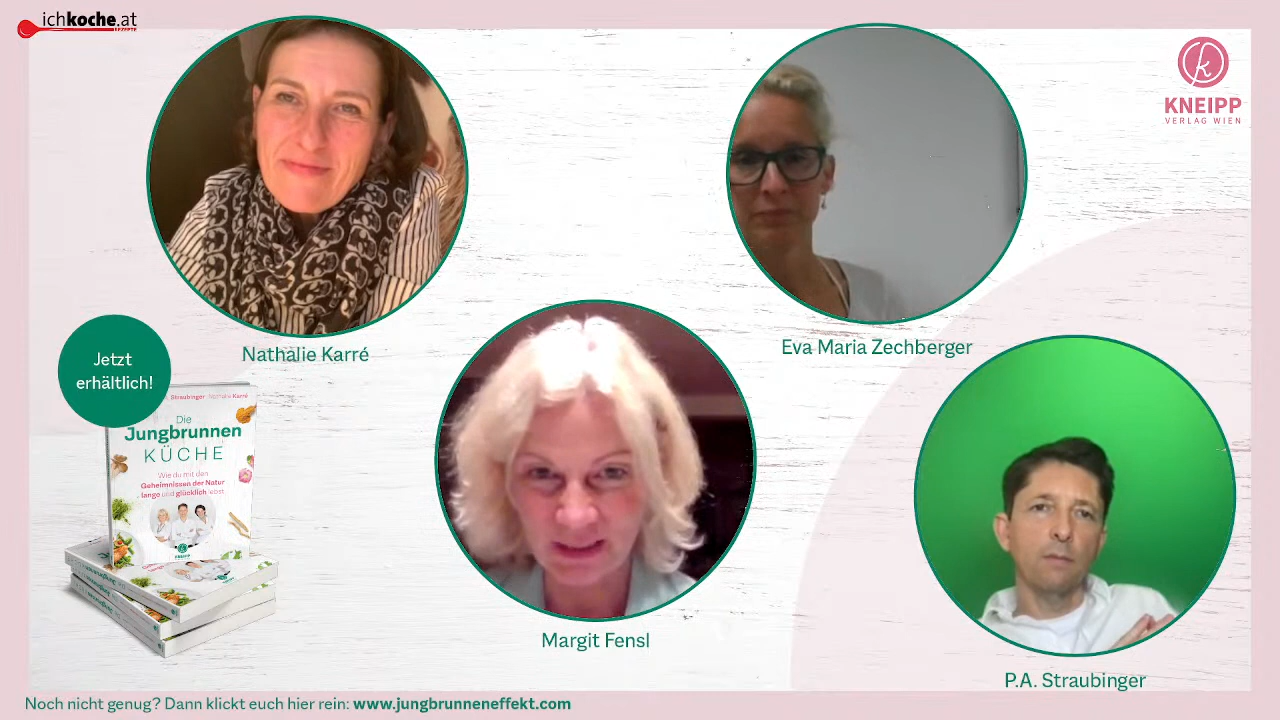 ichkoche.at
KNEIPP
VERLAG WIEN
Nathalie Karré
Eva Maria Zechberger
Jetzt
erhältlich!
Straubinger Nathalie Karré
Die
Jungbrunnen
KÜCHE
Wie du mit den
Geheimnissen der Natur
lange und glücklich lebst
KNEIPP
Margit Fensl
P.A. Straubinger
Noch nicht genug? Dann klickt euch hier rein: www.jungbrunneneffekt.com